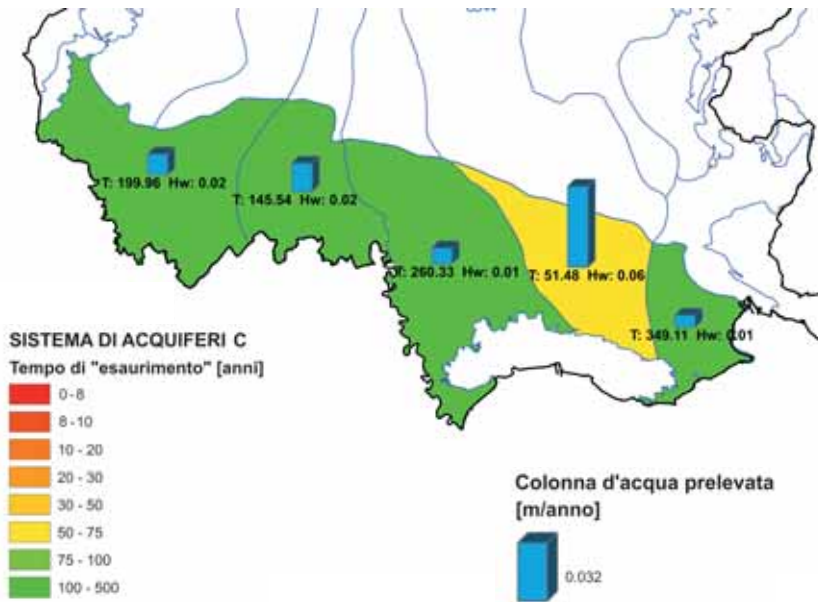 T: 199.96 Hw: 0.02
T: 145.54 Hw: 0.02
T: 260.33 Hw: 0.01
T: 51.48 Hw: 0.06
T: 349.11 Hw: 0.01
SISTEMA DI ACQUIFERI C
Tempo di "esaurimento" [anni]
0 - 8
8 - 10
10 - 20
20 - 30
30 - 50
50 - 75
75 - 100
100 - 500
Colonna d'acqua prelevata
[m/anno]
0.032